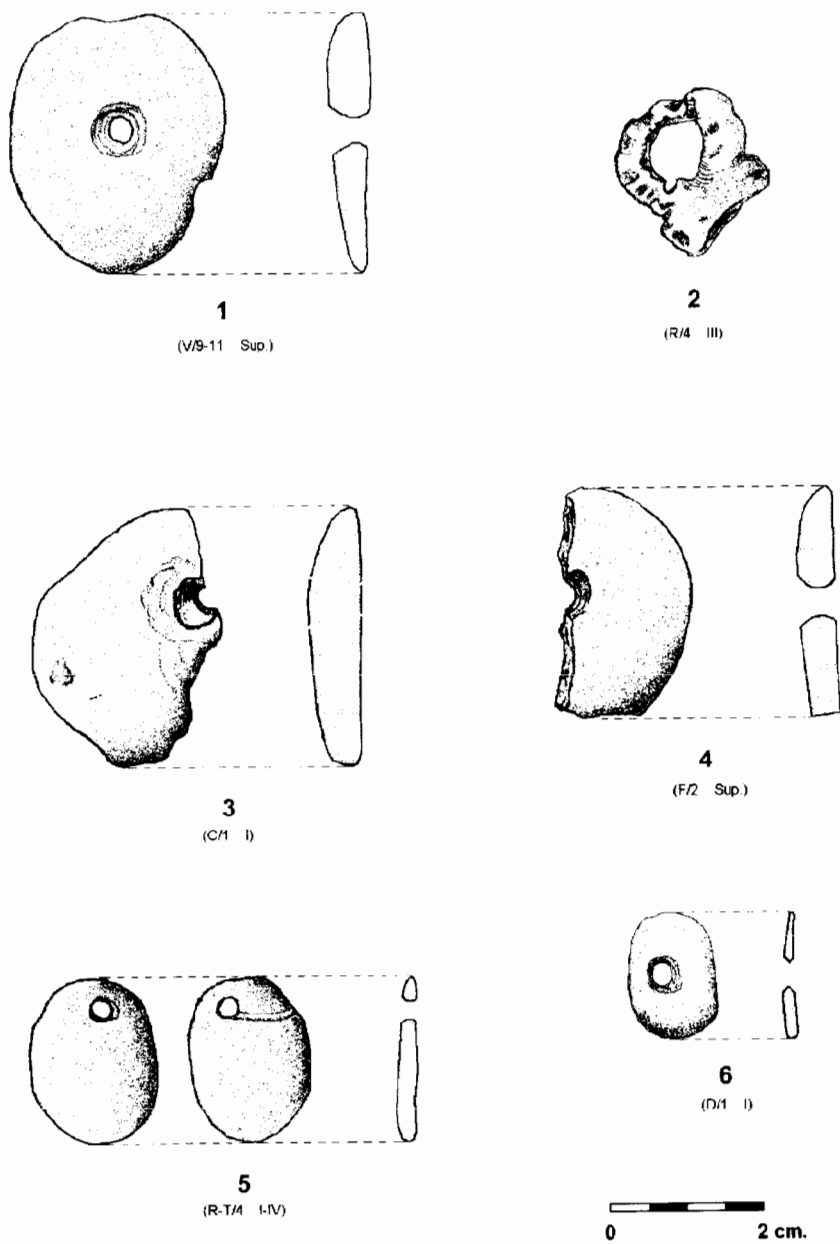 1
(V/9-11 Sup.)
2
(R/4 III)
3
(C/1 I)
4
(F/2 Sup.)
5
(R-T/4 I-IV)
6
(D/1 I)
0 2 cm.